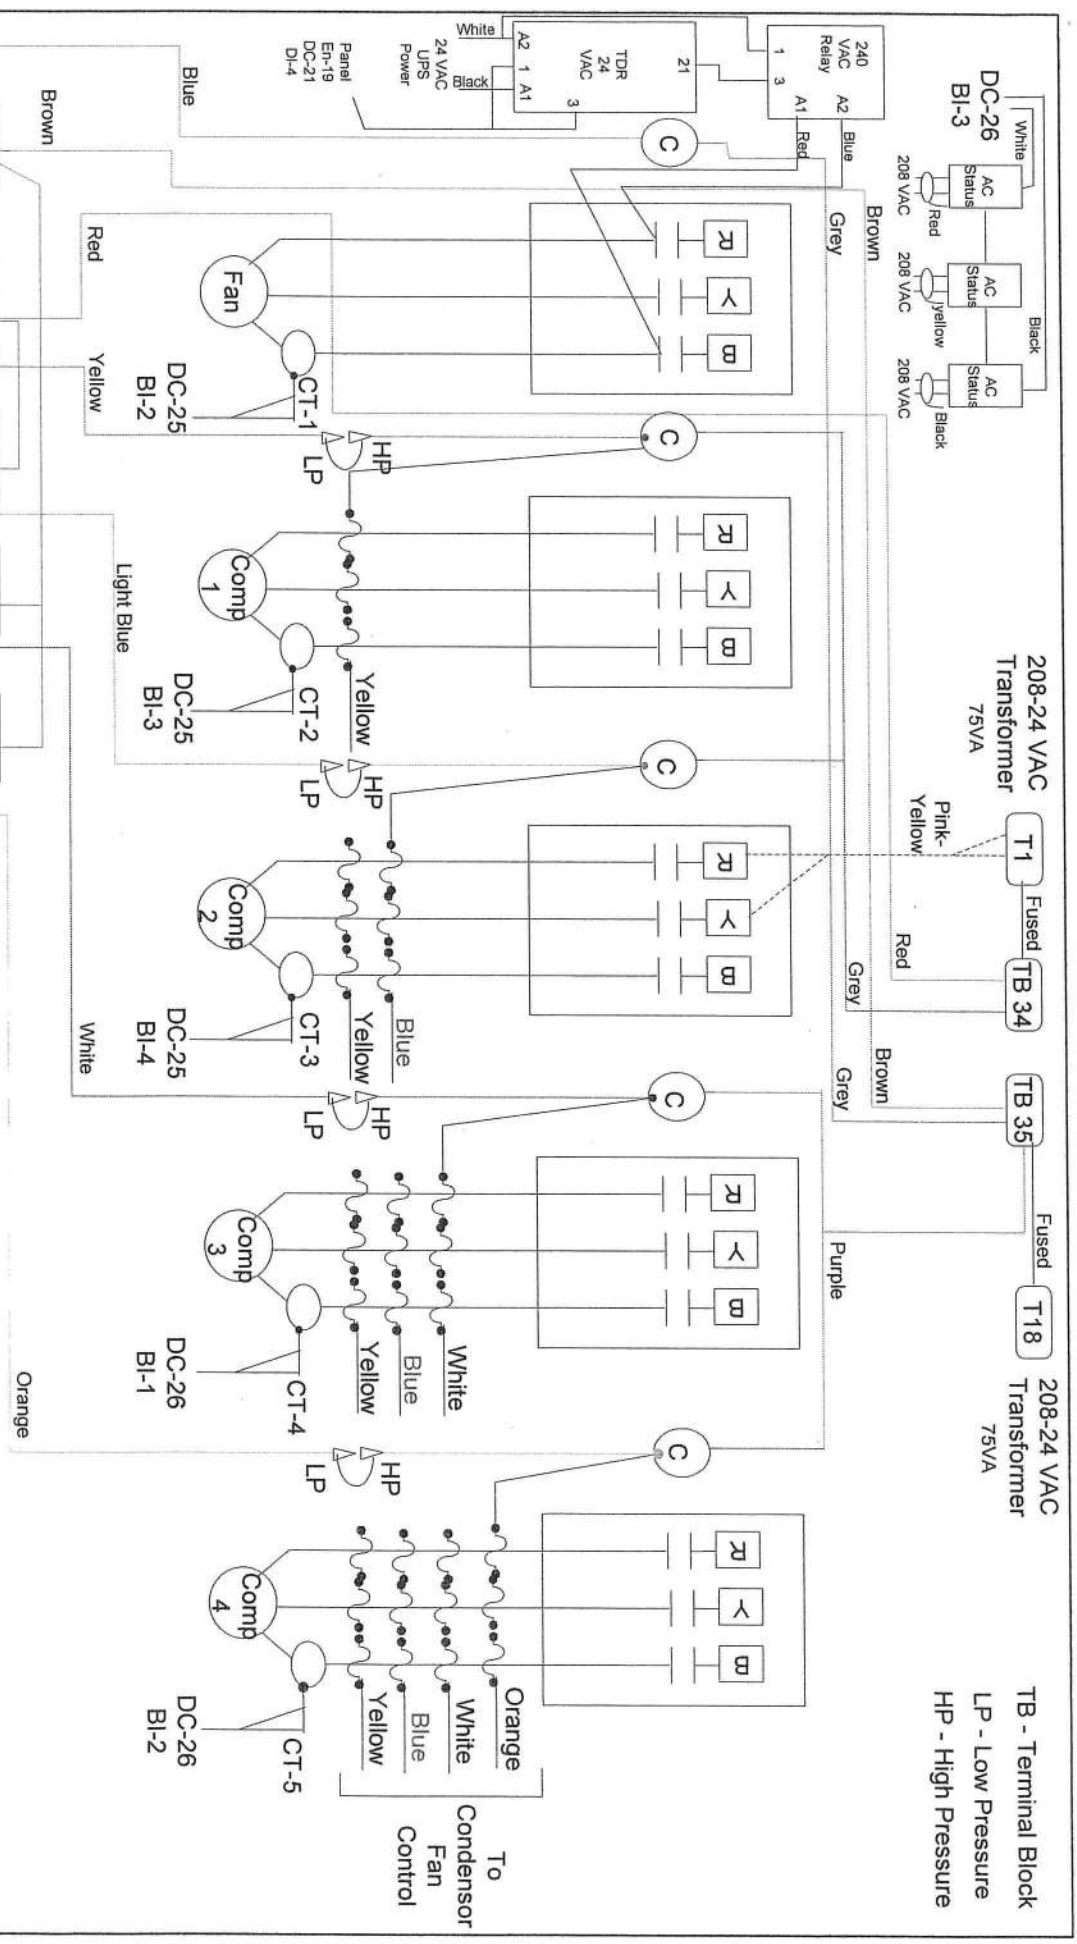 DC-26
BI-3
White
Black
AC
Status
208 VAC
Red
AC
Status
208 VAC
yellow
AC
Status
208 VAC
Black
240
VAC
Relay
1
3
A1
A2
Red
Blue
TDR
24
VAC
21
A2
1
A1
3
White
24 VAC
UPS
Power
Black
Panel
En-19
DC-21
DI-4
208-24 VAC
Transformer
75VA
T1
Fused
TB 34
TB 35
Fused
T18
208-24 VAC
Transformer
75VA
TB - Terminal Block
LP - Low Pressure
HP - High Pressure
Pink-
Yellow
Brown
Grey
Red
Grey
Brown
Grey
Purple
C
C
C
C
C
R
Y
B
R
Y
B
R
Y
B
R
Y
B
R
Y
B
Blue
Brown
Red
Yellow
Light Blue
White
Orange
Fan
CT-1
DC-25
BI-2
HP
LP
Comp
1
Yellow
CT-2
DC-25
BI-3
HP
LP
Comp
2
Blue
Yellow
CT-3
DC-25
BI-4
HP
LP
Comp
3
White
Blue
Yellow
CT-4
DC-26
BI-1
HP
LP
Comp
4
Orange
White
Blue
Yellow
CT-5
DC-26
BI-2
To
Condensor
Fan
Control